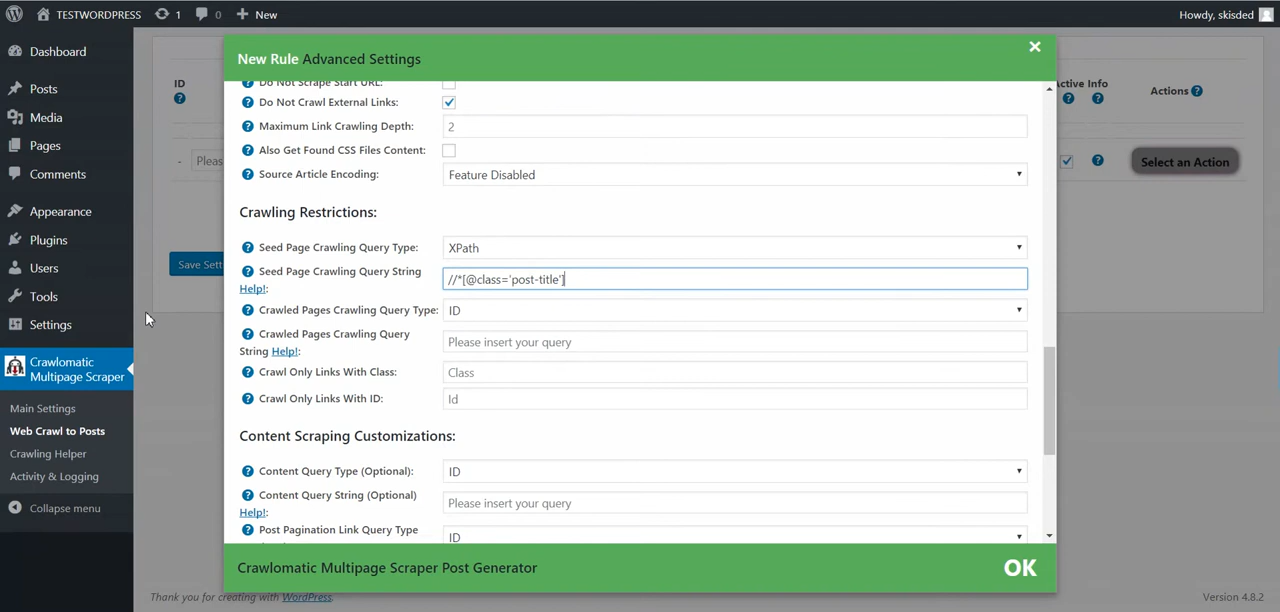 TESTWORDPRESS 1 0 New Howdy, skisded
Dashboard
Posts
Media
Pages
Comments
Appearance
Plugins
Users
Tools
Settings
Crawlomatic
Multipage Scraper
Main Settings
Web Crawl to Posts
Crawling Helper
Activity & Logging
Collapse menu
ID
- Pleas
Save Sett
New Rule Advanced Settings
Do Not Scrape Start URL:
Do Not Crawl External Links:
Maximum Link Crawling Depth: 2
Also Get Found CSS Files Content:
Source Article Encoding: Feature Disabled
Crawling Restrictions:
Seed Page Crawling Query Type: XPath
Seed Page Crawling Query String
Help!: //*[@class='post-title']
Crawled Pages Crawling Query Type: ID
Crawled Pages Crawling Query
String Help!: Please insert your query
Crawl Only Links With Class: Class
Crawl Only Links With ID: Id
Content Scraping Customizations:
Content Query Type (Optional): ID
Content Query String (Optional)
Help!: Please insert your query
Post Pagination Link Query Type
ID
Crawlomatic Multipage Scraper Post Generator OK
Active Info Actions
Select an Action
Thank you for creating with WordPress. Version 4.8.2